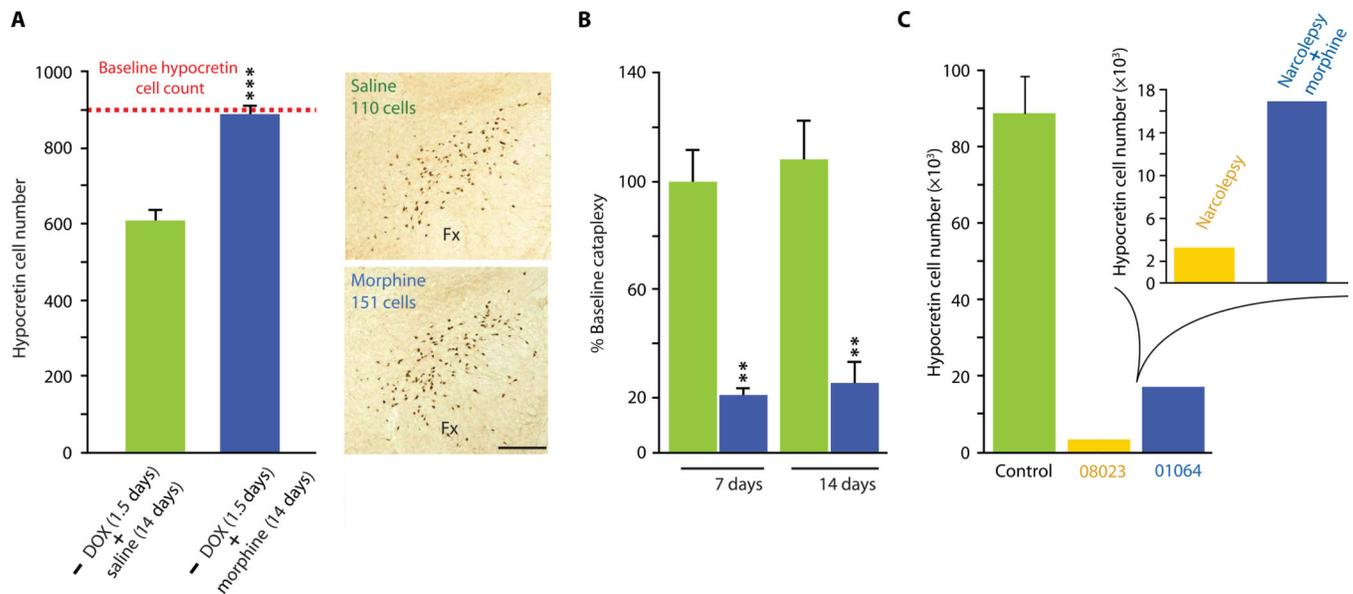 A
Hypocretin cell number
1000
800
600
400
200
0
Baseline hypocretin
cell count
***
– DOX (1.5 days)
+
saline (14 days)
– DOX (1.5 days)
+
morphine (14 days)
Saline
110 cells
Fx
Morphine
151 cells
Fx
B
% Baseline cataplexy
140
100
60
20
0
**
**
7 days
14 days
C
Hypocretin cell number (×10³)
100
80
60
40
20
0
Control
08023
01064
Hypocretin cell number (×10³)
18
14
10
6
2
0
Narcolepsy
Narcolepsy
+
morphine